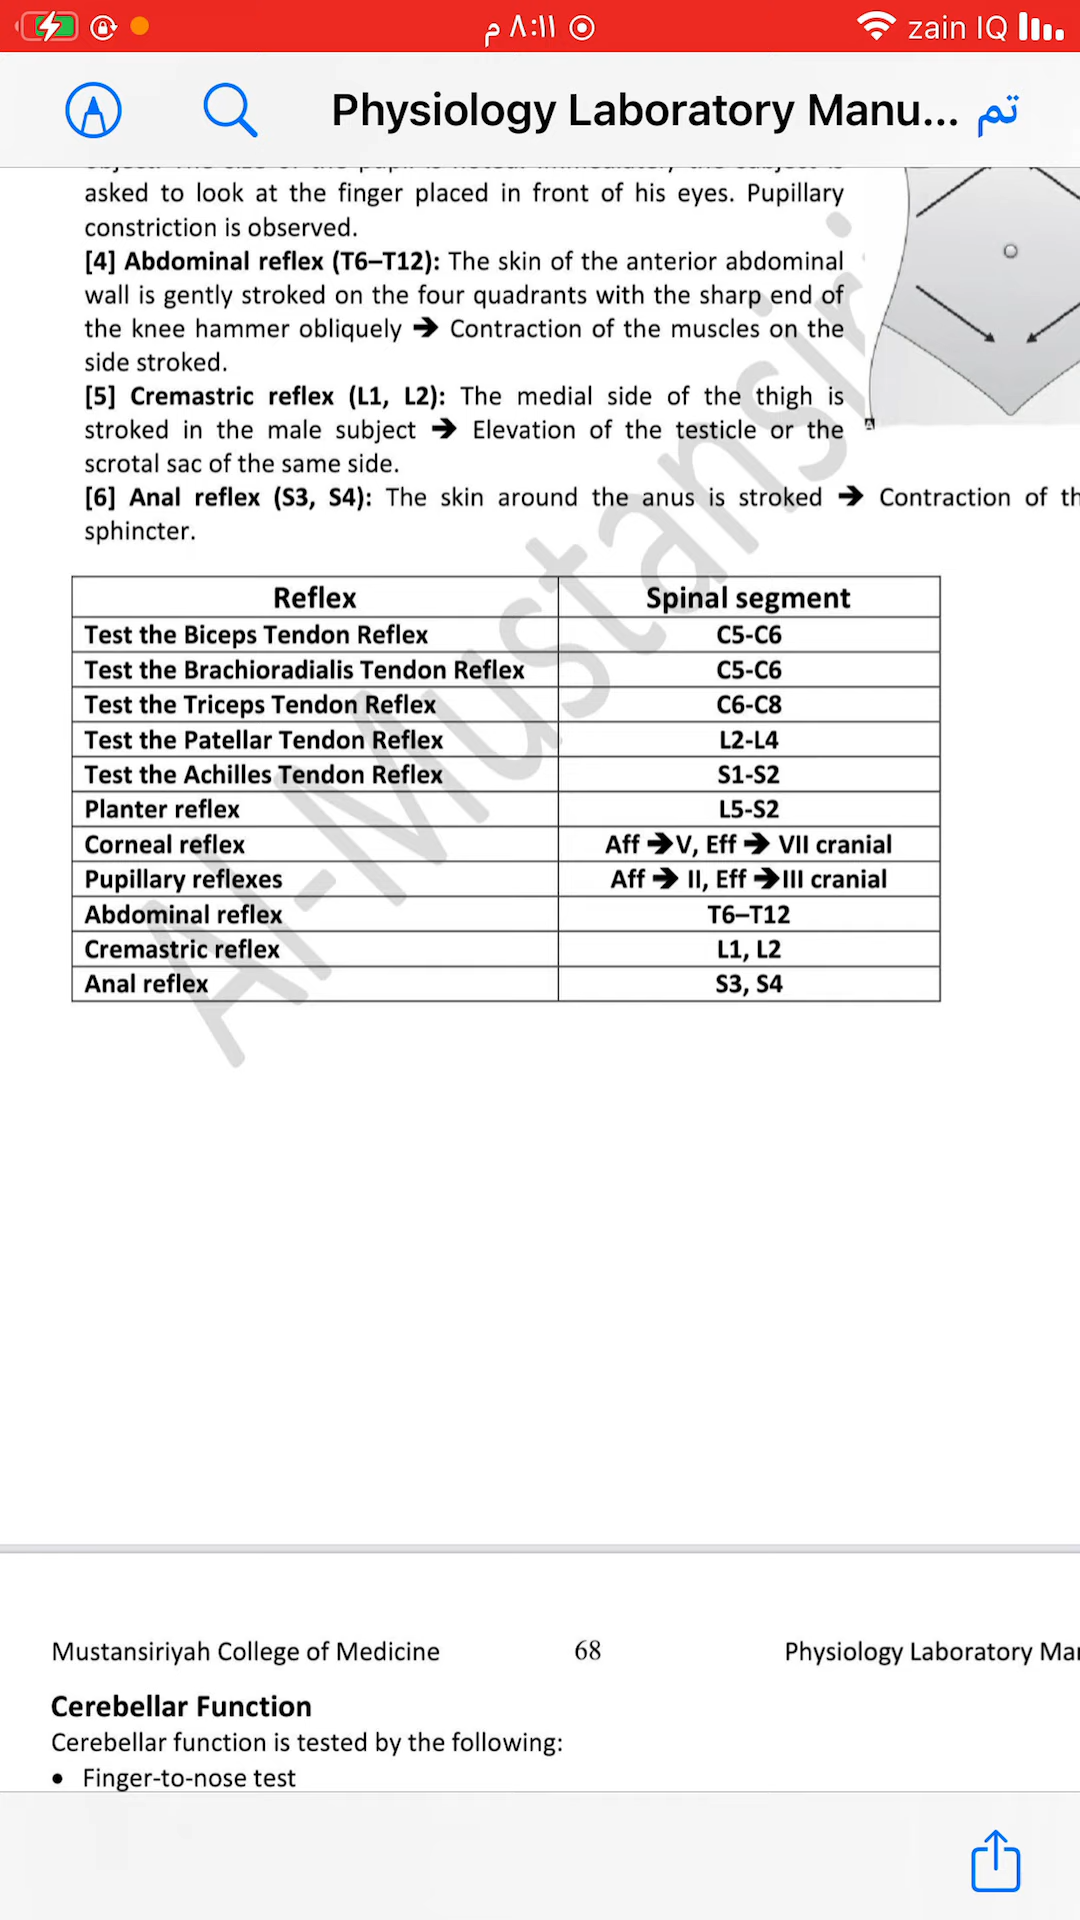 ٨:١١ م
zain IQ
Physiology Laboratory Manu...
تم
asked to look at the finger placed in front of his eyes. Pupillary
constriction is observed.
[4] Abdominal reflex (T6–T12): The skin of the anterior abdominal
wall is gently stroked on the four quadrants with the sharp end of
the knee hammer obliquely ➔ Contraction of the muscles on the
side stroked.
[5] Cremastric reflex (L1, L2): The medial side of the thigh is
stroked in the male subject ➔ Elevation of the testicle or the
scrotal sac of the same side.
A
[6] Anal reflex (S3, S4): The skin around the anus is stroked ➔ Contraction of th
sphincter.
Reflex Spinal segment
Test the Biceps Tendon Reflex C5-C6
Test the Brachioradialis Tendon Reflex C5-C6
Test the Triceps Tendon Reflex C6-C8
Test the Patellar Tendon Reflex L2-L4
Test the Achilles Tendon Reflex S1-S2
Planter reflex L5-S2
Corneal reflex Aff ➔V, Eff ➔ VII cranial
Pupillary reflexes Aff ➔ II, Eff ➔III cranial
Abdominal reflex T6–T12
Cremastric reflex L1, L2
Anal reflex S3, S4
Al-Mustansir
Mustansiriyah College of Medicine 68 Physiology Laboratory Man
Cerebellar Function
Cerebellar function is tested by the following:
• Finger-to-nose test